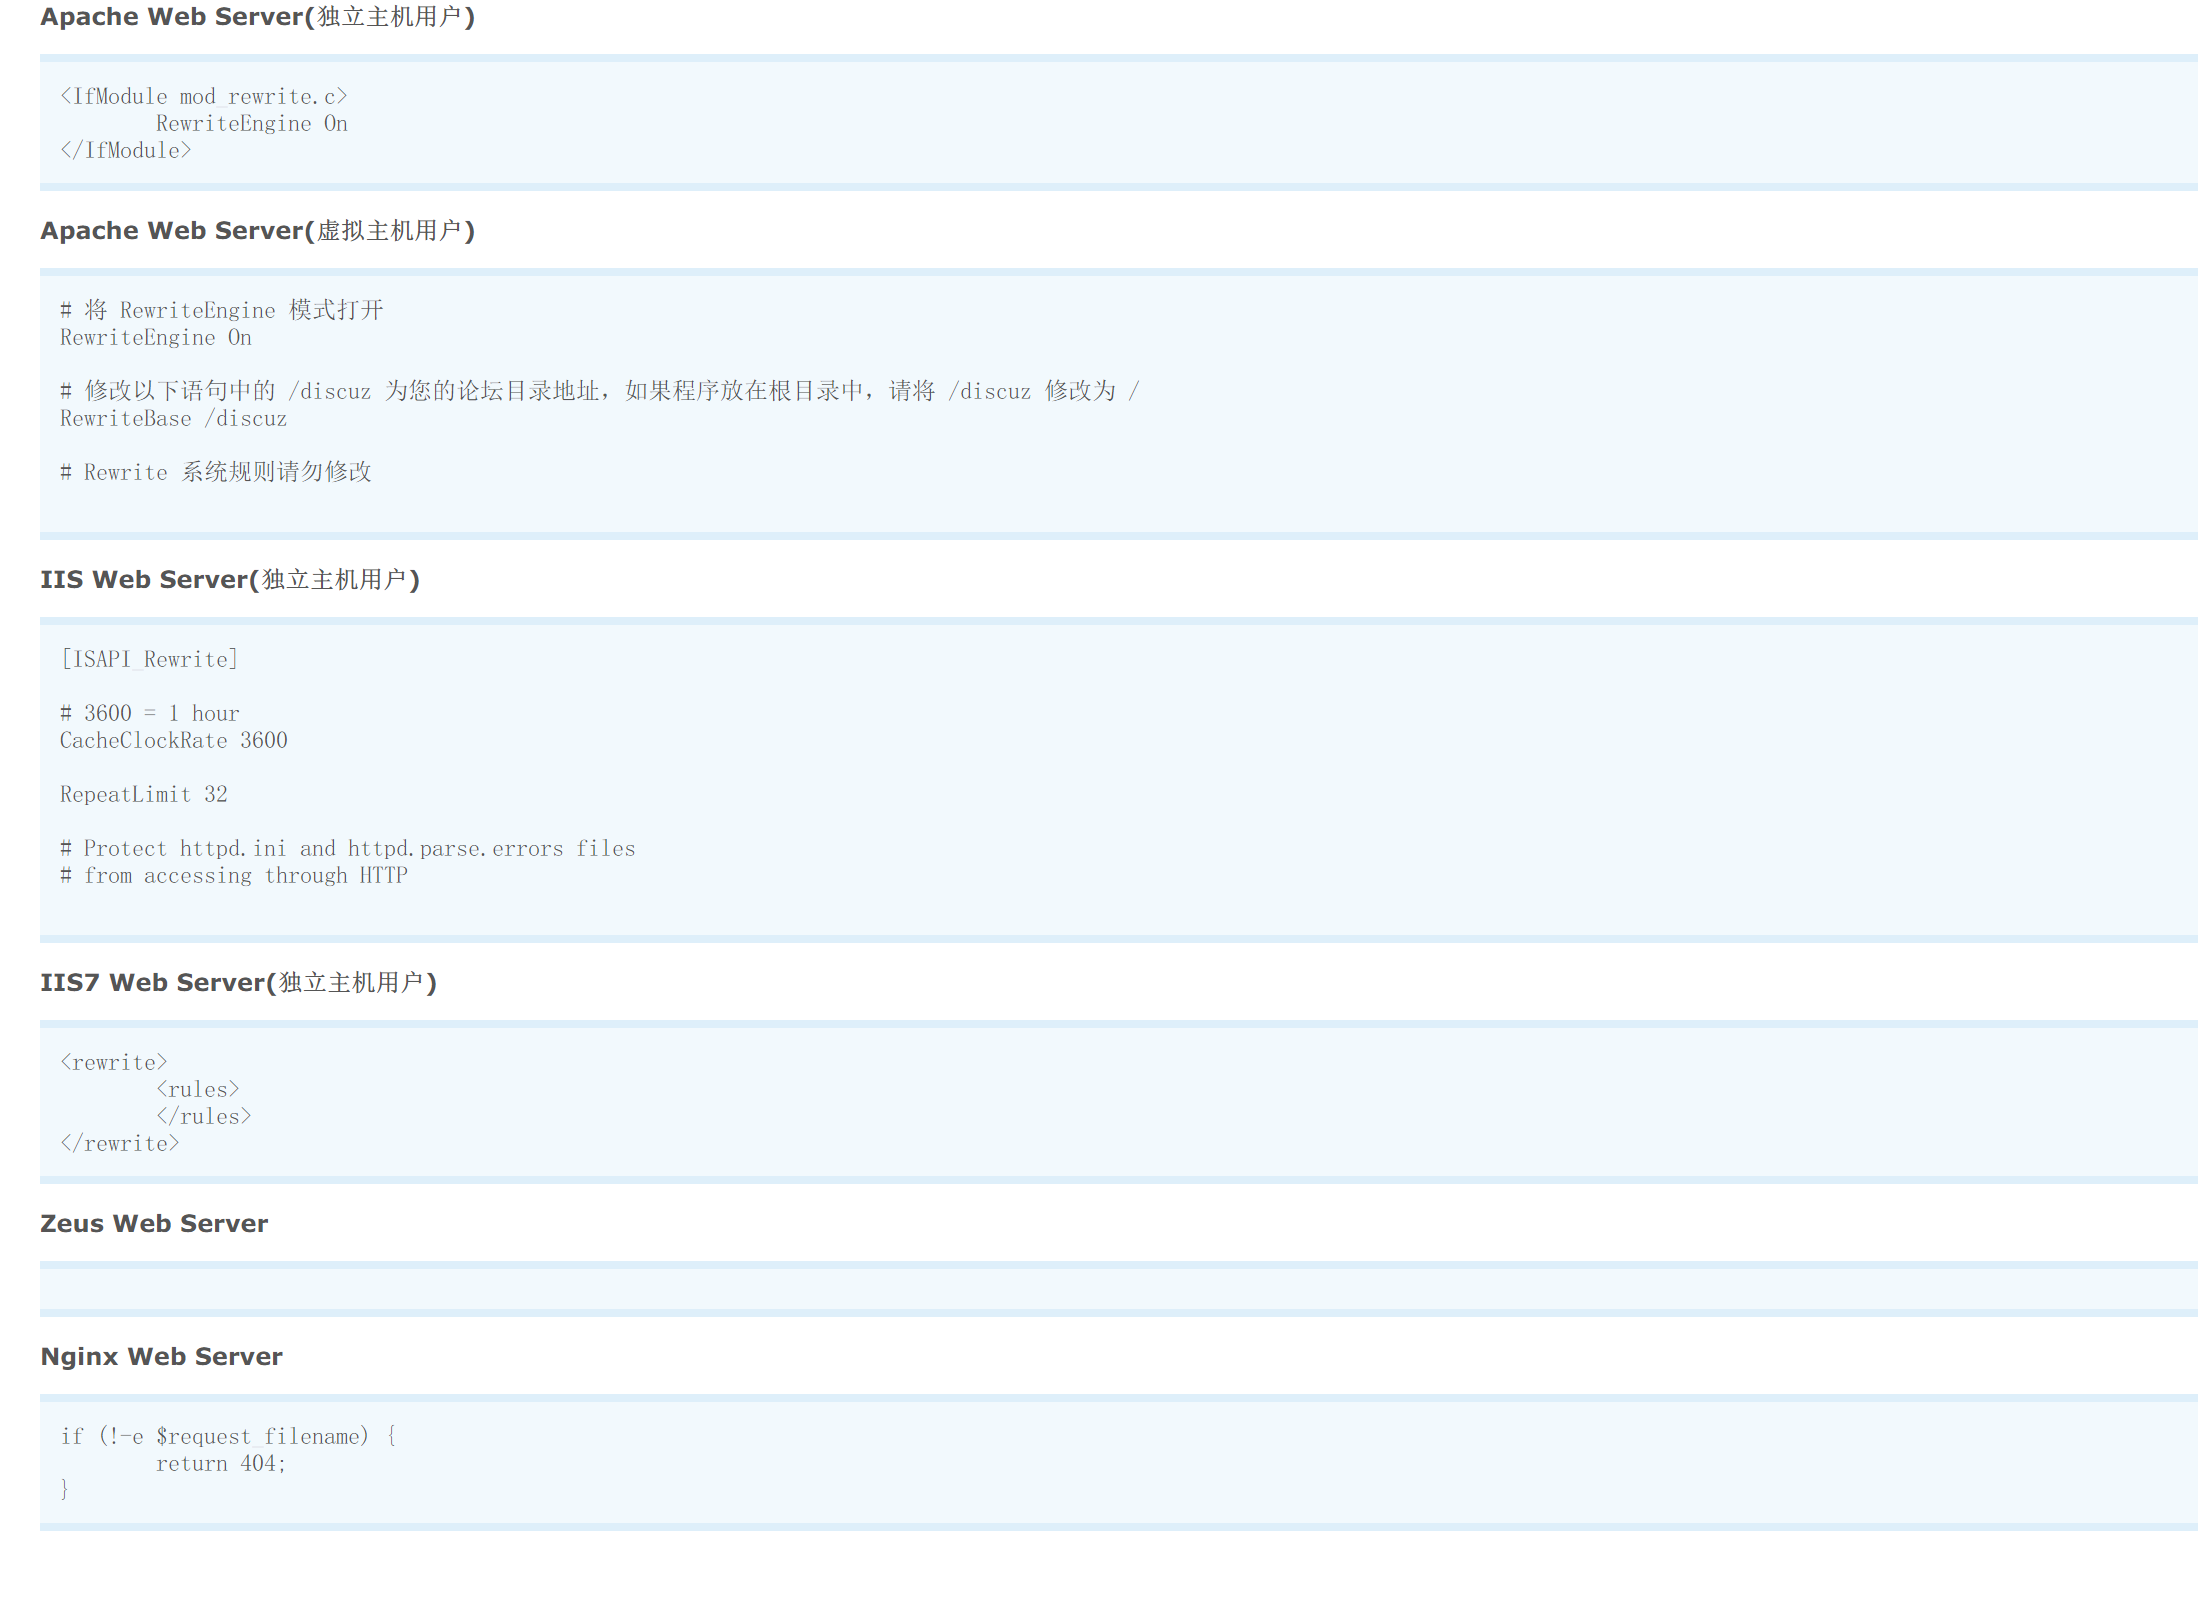 Apache Web Server(独立主机用户)
<IfModule mod_rewrite.c>
RewriteEngine On
</IfModule>
Apache Web Server(虚拟主机用户)
# 将 RewriteEngine 模式打开
RewriteEngine On
# 修改以下语句中的 /discuz 为您的论坛目录地址，如果程序放在根目录中，请将 /discuz 修改为 /
RewriteBase /discuz
# Rewrite 系统规则请勿修改
IIS Web Server(独立主机用户)
[ISAPI_Rewrite]
# 3600 = 1 hour
CacheClockRate 3600
RepeatLimit 32
# Protect httpd.ini and httpd.parse.errors files
# from accessing through HTTP
IIS7 Web Server(独立主机用户)
<rewrite>
<rules>
</rules>
</rewrite>
Zeus Web Server
Nginx Web Server
if (!-e $request_filename) {
return 404;
}